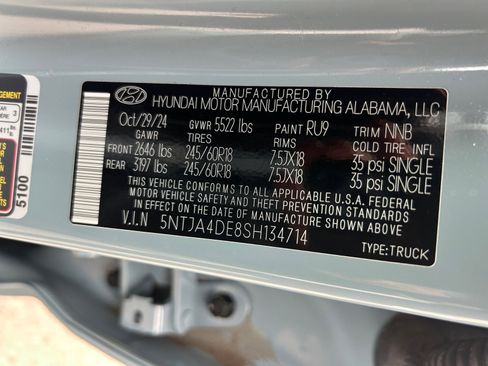 MANUFACTURED BY
HYUNDAI MOTOR MANUFACTURING ALABAMA, LLC
Oct/29/24 GVWR 5522 lbs PAINT RU9 TRIM NNB
GAWR TIRES RIMS COLD TIRE INFL
FRONT 2646 lbs 245/60R18 7.5JX18 35 psi SINGLE
REAR 3197 lbs 245/60R18 7.5JX18 35 psi SINGLE
THIS VEHICLE CONFORMS TO ALL APPLICABLE U.S.A. FEDERAL
MOTOR VEHICLE SAFETY AND THEFT PREVENTION STANDARDS
IN EFFECT ON THE DATE OF MANUFACTURE SHOWN ABOVE.
V.I.N 5NTJA4DE8SH134714
TYPE:TRUCK
5100
3